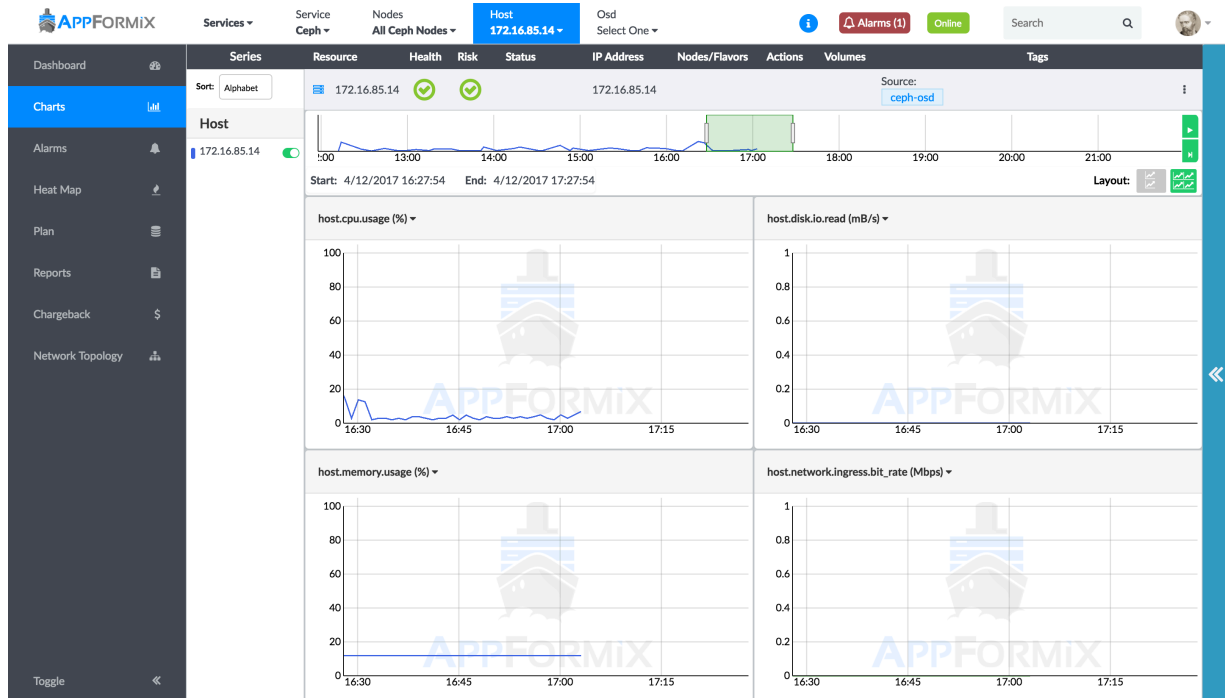 APPFORMIX
Services
Service
Ceph
Nodes
All Ceph Nodes
Host
172.16.85.14
Osd
Select One
i
Alarms (1)
Online
Search
Dashboard
Charts
Alarms
Heat Map
Plan
Reports
Chargeback
$
Network Topology
Toggle
Series
Resource Health Risk Status IP Address Nodes/Flavors Actions Volumes Tags
Sort: Alphabet
Host
172.16.85.14
172.16.85.14 172.16.85.14
Source:
ceph-osd
:00 13:00 14:00 15:00 16:00 17:00 18:00 19:00 20:00 21:00
Start: 4/12/2017 16:27:54 End: 4/12/2017 17:27:54
Layout:
host.cpu.usage (%)
100
80
60
40
20
0
16:30 16:45 17:00 17:15
APPFORMIX
host.disk.io.read (mB/s)
1
0.8
0.6
0.4
0.2
0
16:30 16:45 17:00 17:15
APPFORMIX
host.memory.usage (%)
100
80
60
40
20
0
16:30 16:45 17:00 17:15
APPFORMIX
host.network.ingress.bit_rate (Mbps)
1
0.8
0.6
0.4
0.2
0
16:30 16:45 17:00 17:15
APPFORMIX